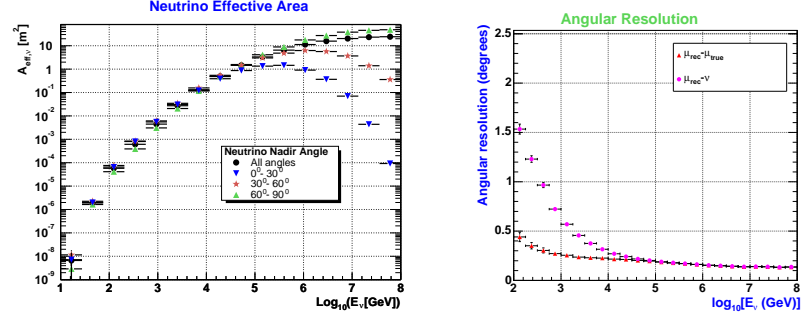 Neutrino Effective Area
A_eff,ν [m²]
10
1
10⁻¹
10⁻²
10⁻³
10⁻⁴
10⁻⁵
10⁻⁶
10⁻⁷
10⁻⁸
10⁻⁹
Neutrino Nadir Angle
All angles
0⁰- 30⁰
30⁰- 60⁰
60⁰- 90⁰
1 2 3 4 5 6 7 8
Log₁₀(Eᵥ[GeV])
Angular Resolution
Angular resolution (degrees)
2.5
2
1.5
1
0.5
0
μ_rec-μ_true
μ_rec-ν
2 3 4 5 6 7 8
log₁₀[Eᵥ (GeV)]